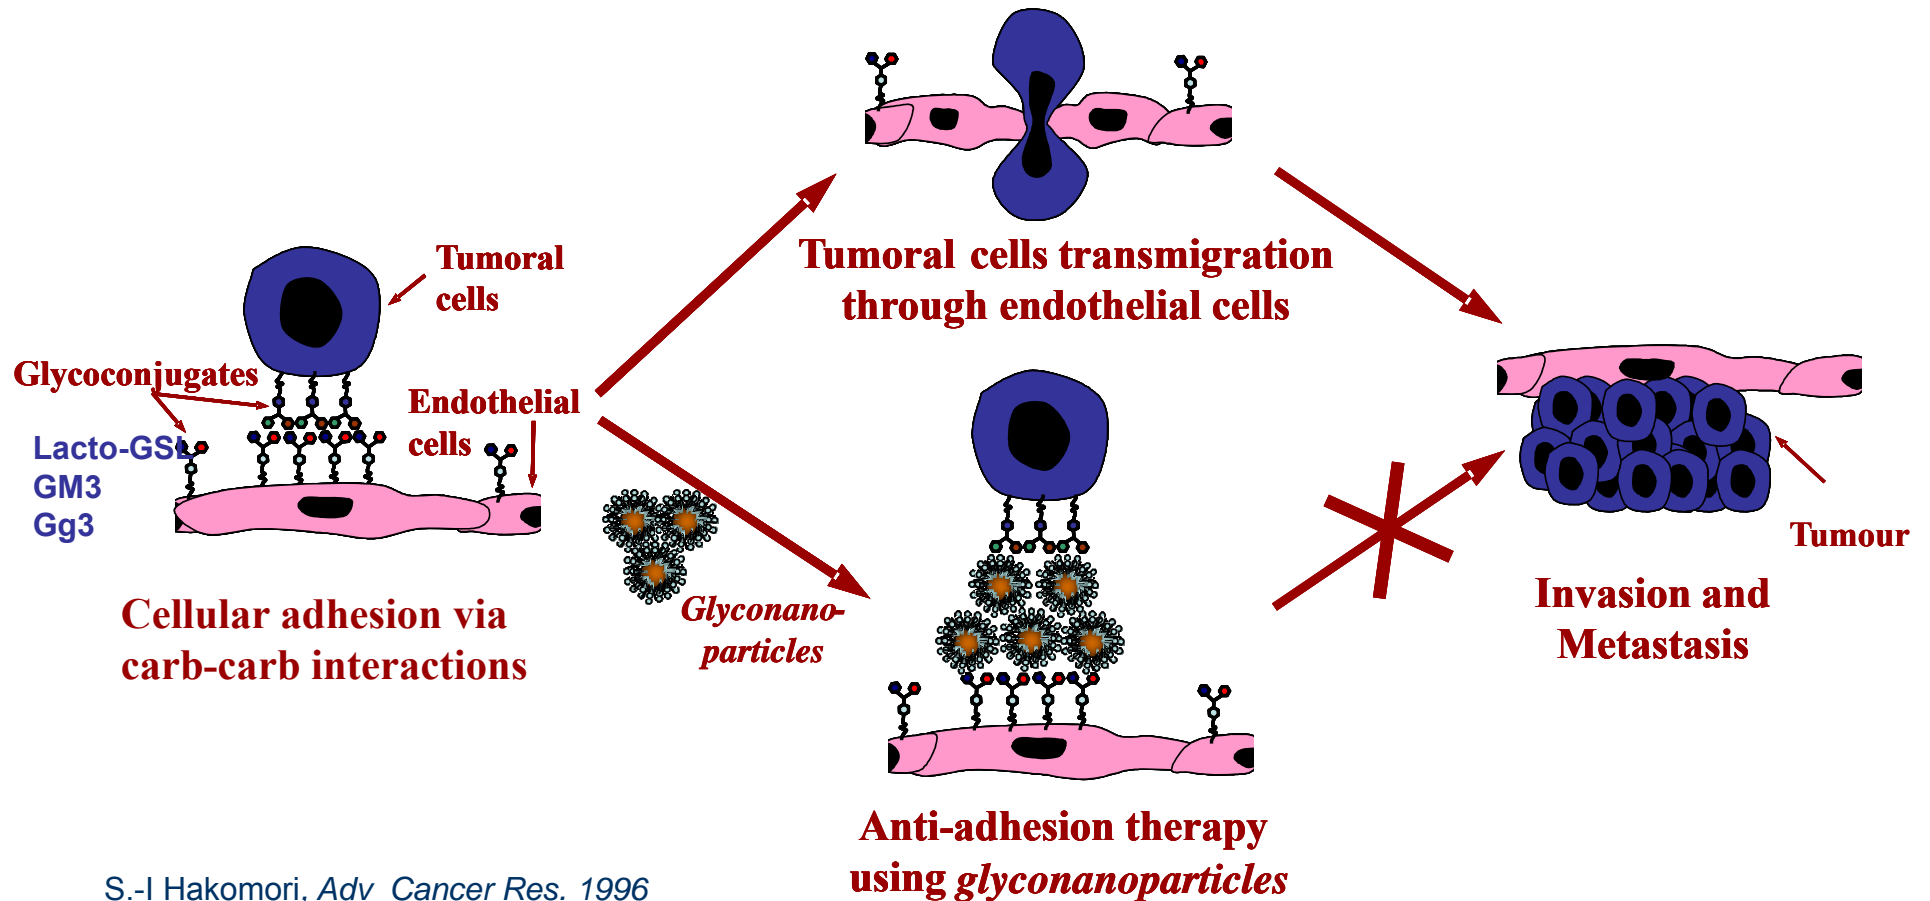 Tumoral cells transmigration
through endothelial cells
Tumoral
cells
Glycoconjugates
Endothelial
cells
Lacto-GSL
GM3
Gg3
Glyconano-
particles
Cellular adhesion via
carb-carb interactions
Tumour
Invasion and
Metastasis
Anti-adhesion therapy
using glyconanoparticles
S.-I Hakomori, Adv Cancer Res. 1996